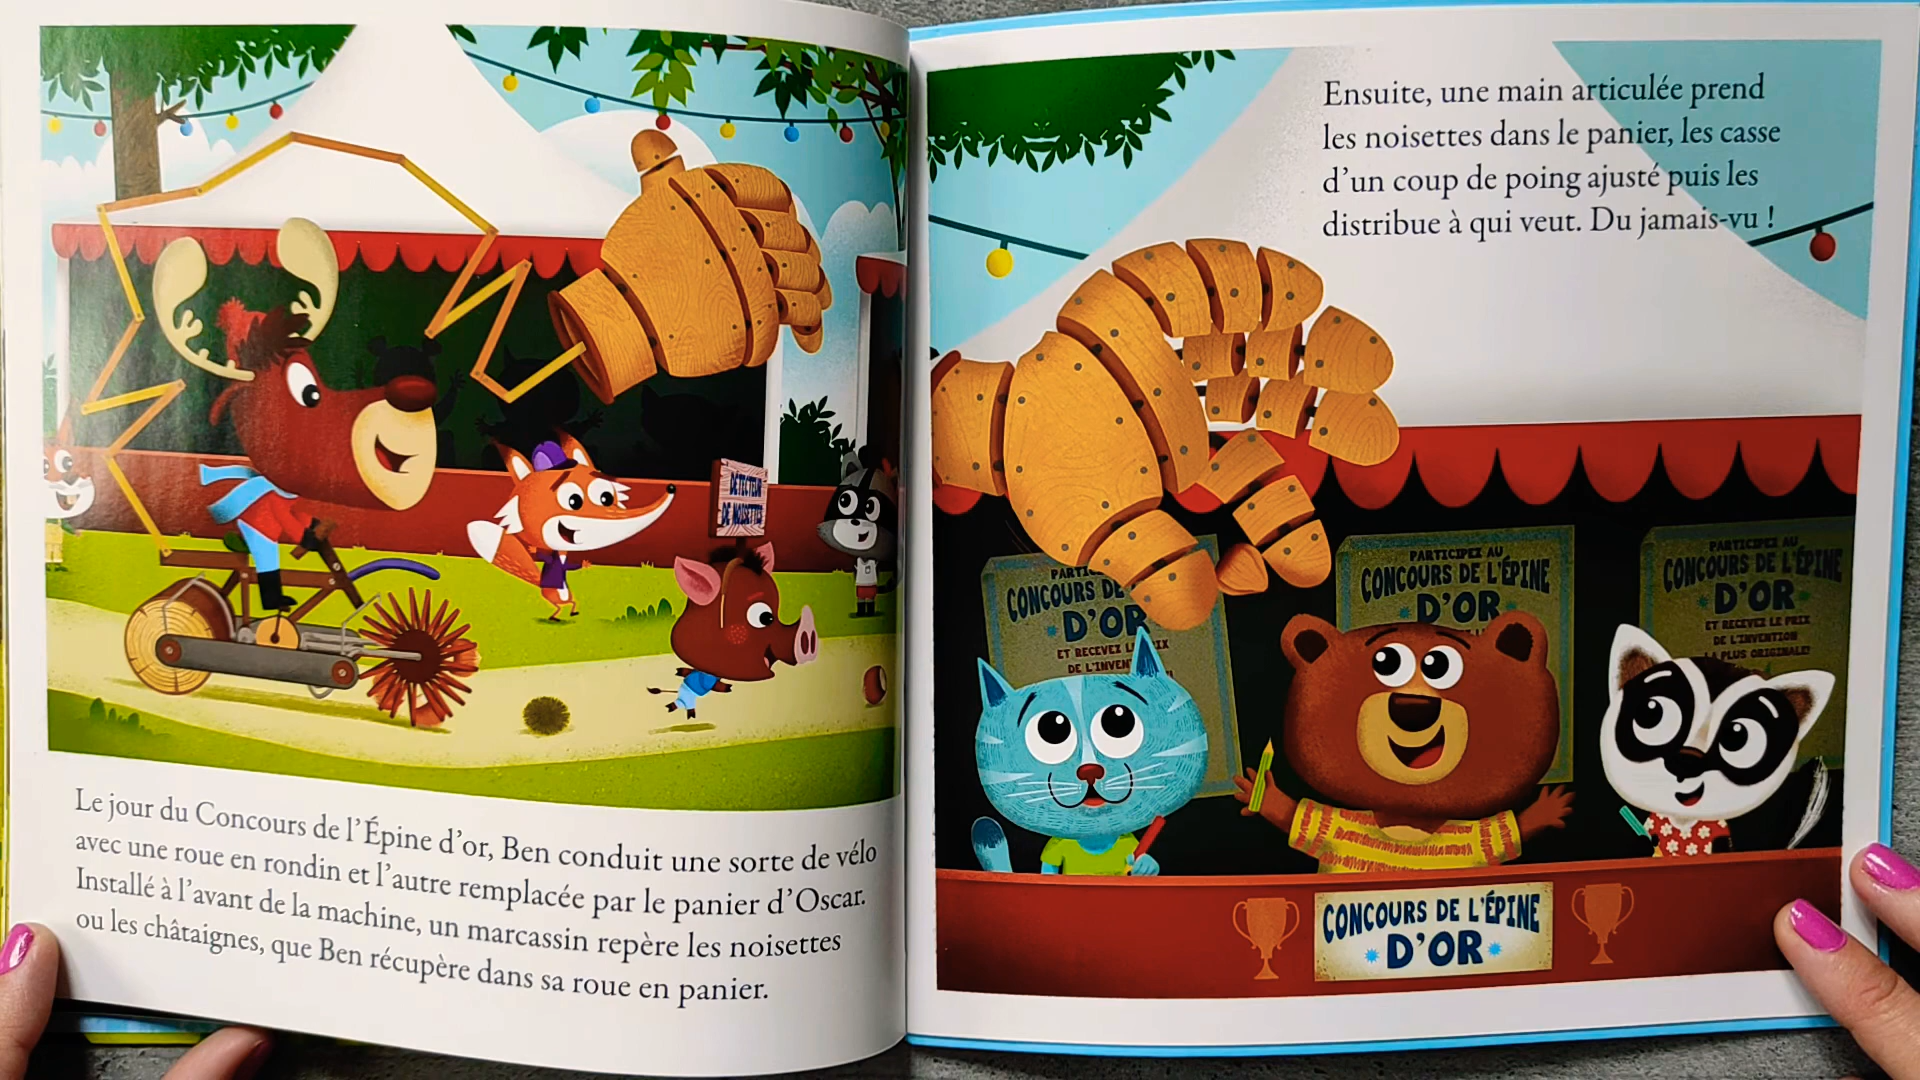 DÉTECTEUR
DE NOISETTES
Le jour du Concours de l'Épine d'or, Ben conduit une sorte de vélo
avec une roue en rondin et l'autre remplacée par le panier d'Oscar.
Installé à l'avant de la machine, un marcassin repère les noisettes
ou les châtaignes, que Ben récupère dans sa roue en panier.
Ensuite, une main articulée prend
les noisettes dans le panier, les casse
d'un coup de poing ajusté puis les
distribue à qui veut. Du jamais-vu !
CONCOURS DE
D'OR
ET RECEVEZ
PARTICIPEZ AU
CONCOURS DE L'ÉPINE
D'OR
PARTICIPEZ AU
CONCOURS DE L'ÉPINE
D'OR
ET RECEVEZ LE PRIX
DE L'INVENTION
LA PLUS ORIGINALE!
CONCOURS DE L'ÉPINE
D'OR